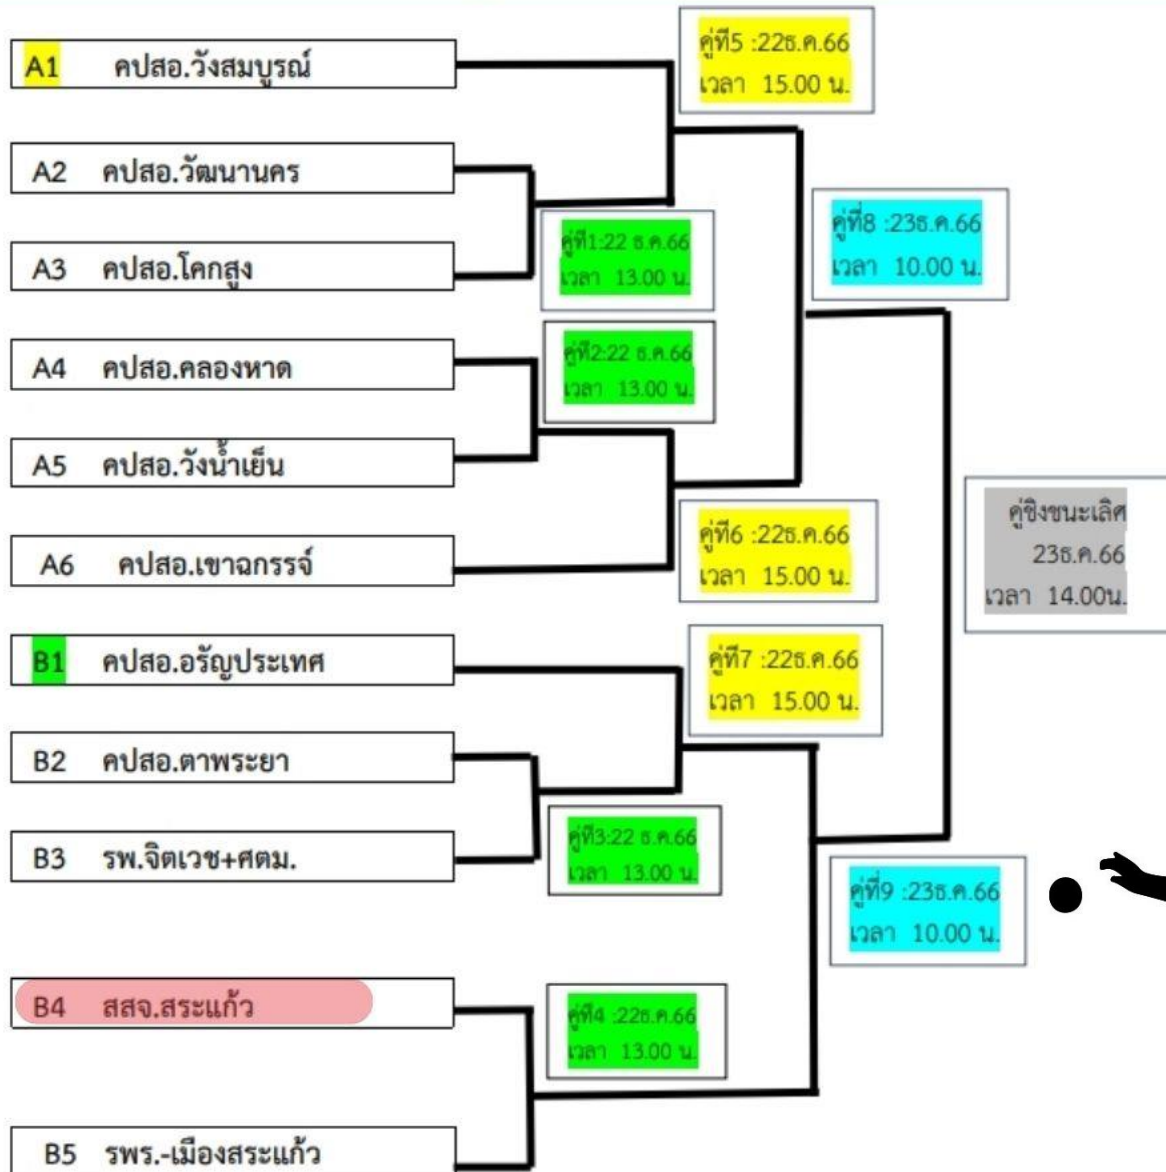 A1 คปสอ.วังสมบูรณ์
คู่ที่5 :22ธ.ค.66
เวลา 15.00 น.
A2 คปสอ.วัฒนานคร
คู่ที่8 :23ธ.ค.66
เวลา 10.00 น.
คู่ที่1:22 ธ.ค.66
เวลา 13.00 น.
A3 คปสอ.โคกสูง
คู่ที่2:22 ธ.ค.66
เวลา 13.00 น.
A4 คปสอ.คลองหาด
A5 คปสอ.วังน้ำเย็น
คู่ชิงชนะเลิศ
23ธ.ค.66
เวลา 14.00น.
คู่ที่6 :22ธ.ค.66
เวลา 15.00 น.
A6 คปสอ.เขาฉกรรจ์
B1 คปสอ.อรัญประเทศ
คู่ที่7 :22ธ.ค.66
เวลา 15.00 น.
B2 คปสอ.ตาพระยา
คู่ที่3:22 ธ.ค.66
เวลา 13.00 น.
B3 รพ.จิตเวช+ศตม.
คู่ที่9 :23ธ.ค.66
เวลา 10.00 น.
B4 สสจ.สระแก้ว
คู่ที่4 :22ธ.ค.66
เวลา 13.00 น.
B5 รพร.-เมืองสระแก้ว